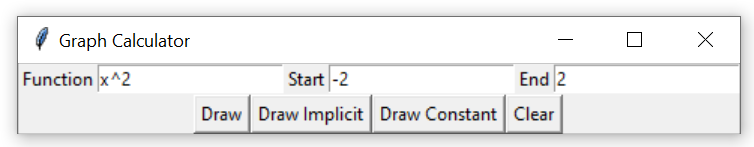 Graph Calculator
Function x^2 Start -2 End 2
Draw Draw Implicit Draw Constant Clear